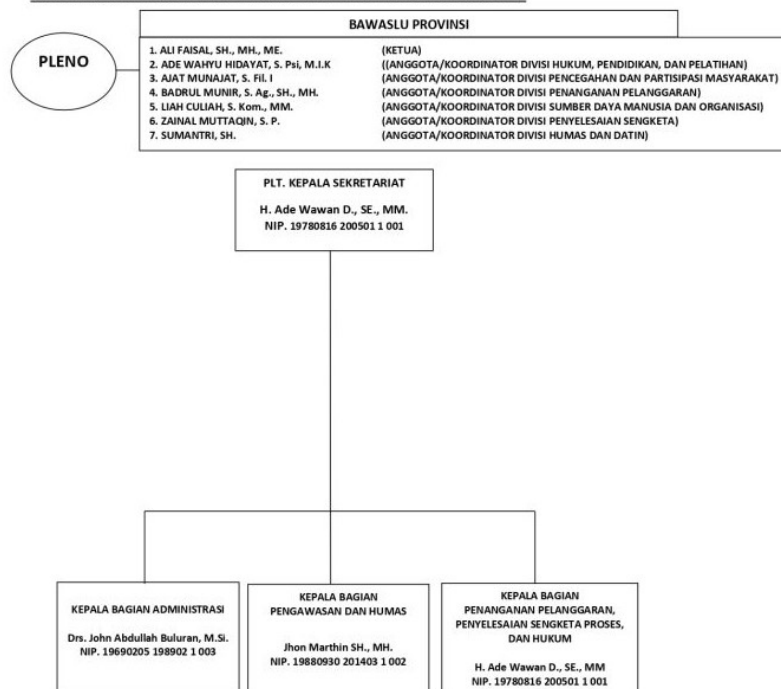 BAWASLU PROVINSI
PLENO
1. ALI FAISAL, SH., MH., ME. (KETUA)
2. ADE WAHYU HIDAYAT, S. Psi, M.I.K ((ANGGOTA/KOORDINATOR DIVISI HUKUM, PENDIDIKAN, DAN PELATIHAN)
3. AJAT MUNAJAT, S. Fil. I (ANGGOTA/KOORDINATOR DIVISI PENCEGAHAN DAN PARTISIPASI MASYARAKAT)
4. BADRUL MUNIR, S. Ag., SH., MH. (ANGGOTA/KOORDINATOR DIVISI PENANGANAN PELANGGARAN)
5. LIAH CULIAH, S. Kom., MM. (ANGGOTA/KOORDINATOR DIVISI SUMBER DAYA MANUSIA DAN ORGANISASI)
6. ZAINAL MUTTAQIN, S. P. (ANGGOTA/KOORDINATOR DIVISI PENYELESAIAN SENGKETA)
7. SUMANTRI, SH. (ANGGOTA/KOORDINATOR DIVISI HUMAS DAN DATIN)
PLT. KEPALA SEKRETARIAT
H. Ade Wawan D., SE., MM.
NIP. 19780816 200501 1 001
KEPALA BAGIAN ADMINISTRASI
Drs. John Abdullah Buluran, M.Si.
NIP. 19690205 198902 1 003
KEPALA BAGIAN
PENGAWASAN DAN HUMAS
Jhon Marthin SH., MH.
NIP. 19880930 201403 1 002
KEPALA BAGIAN
PENANGANAN PELANGGARAN,
PENYELESAIAN SENGKETA PROSES,
DAN HUKUM
H. Ade Wawan D., SE., MM
NIP. 19780816 200501 1 001